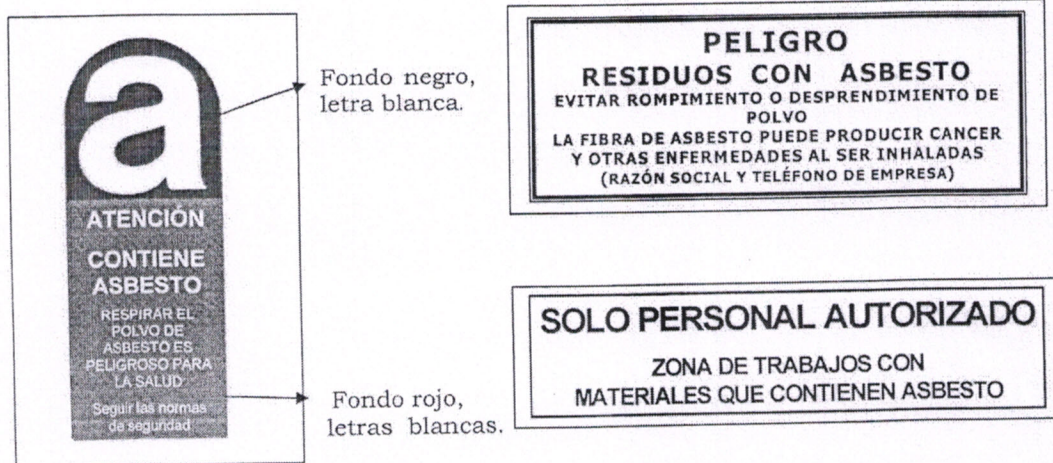 a
ATENCIÓN
CONTIENE
ASBESTO
RESPIRAR EL
POLVO DE
ASBESTO ES
PELIGROSO PARA
LA SALUD
Seguir las normas
de seguridad
Fondo negro,
letra blanca.
Fondo rojo,
letras blancas.
PELIGRO
RESIDUOS CON ASBESTO
EVITAR ROMPIMIENTO O DESPRENDIMIENTO DE
POLVO
LA FIBRA DE ASBESTO PUEDE PRODUCIR CANCER
Y OTRAS ENFERMEDADES AL SER INHALADAS
(RAZÓN SOCIAL Y TELÉFONO DE EMPRESA)
SOLO PERSONAL AUTORIZADO
ZONA DE TRABAJOS CON
MATERIALES QUE CONTIENEN ASBESTO